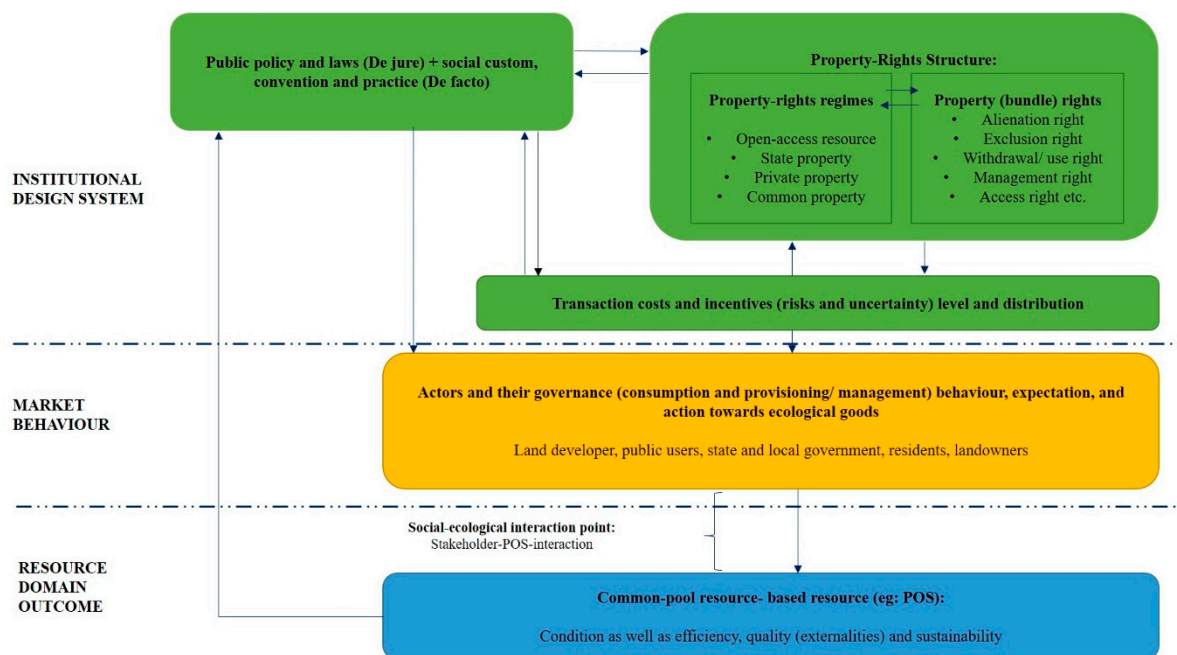 Public policy and laws (De jure) + social custom,
convention and practice (De facto)
Property-Rights Structure:
Property-rights regimes
• Open-access resource
• State property
• Private property
• Common property
Property (bundle) rights
• Alienation right
• Exclusion right
• Withdrawal/ use right
• Management right
• Access right etc.
INSTITUTIONAL
DESIGN SYSTEM
Transaction costs and incentives (risks and uncertainty) level and distribution
MARKET
BEHAVIOUR
Actors and their governance (consumption and provisioning/ management) behaviour, expectation, and
action towards ecological goods
Land developer, public users, state and local government, residents, landowners
Social-ecological interaction point:
Stakeholder-POS-interaction
RESOURCE
DOMAIN
OUTCOME
Common-pool resource- based resource (eg: POS):
Condition as well as efficiency, quality (externalities) and sustainability